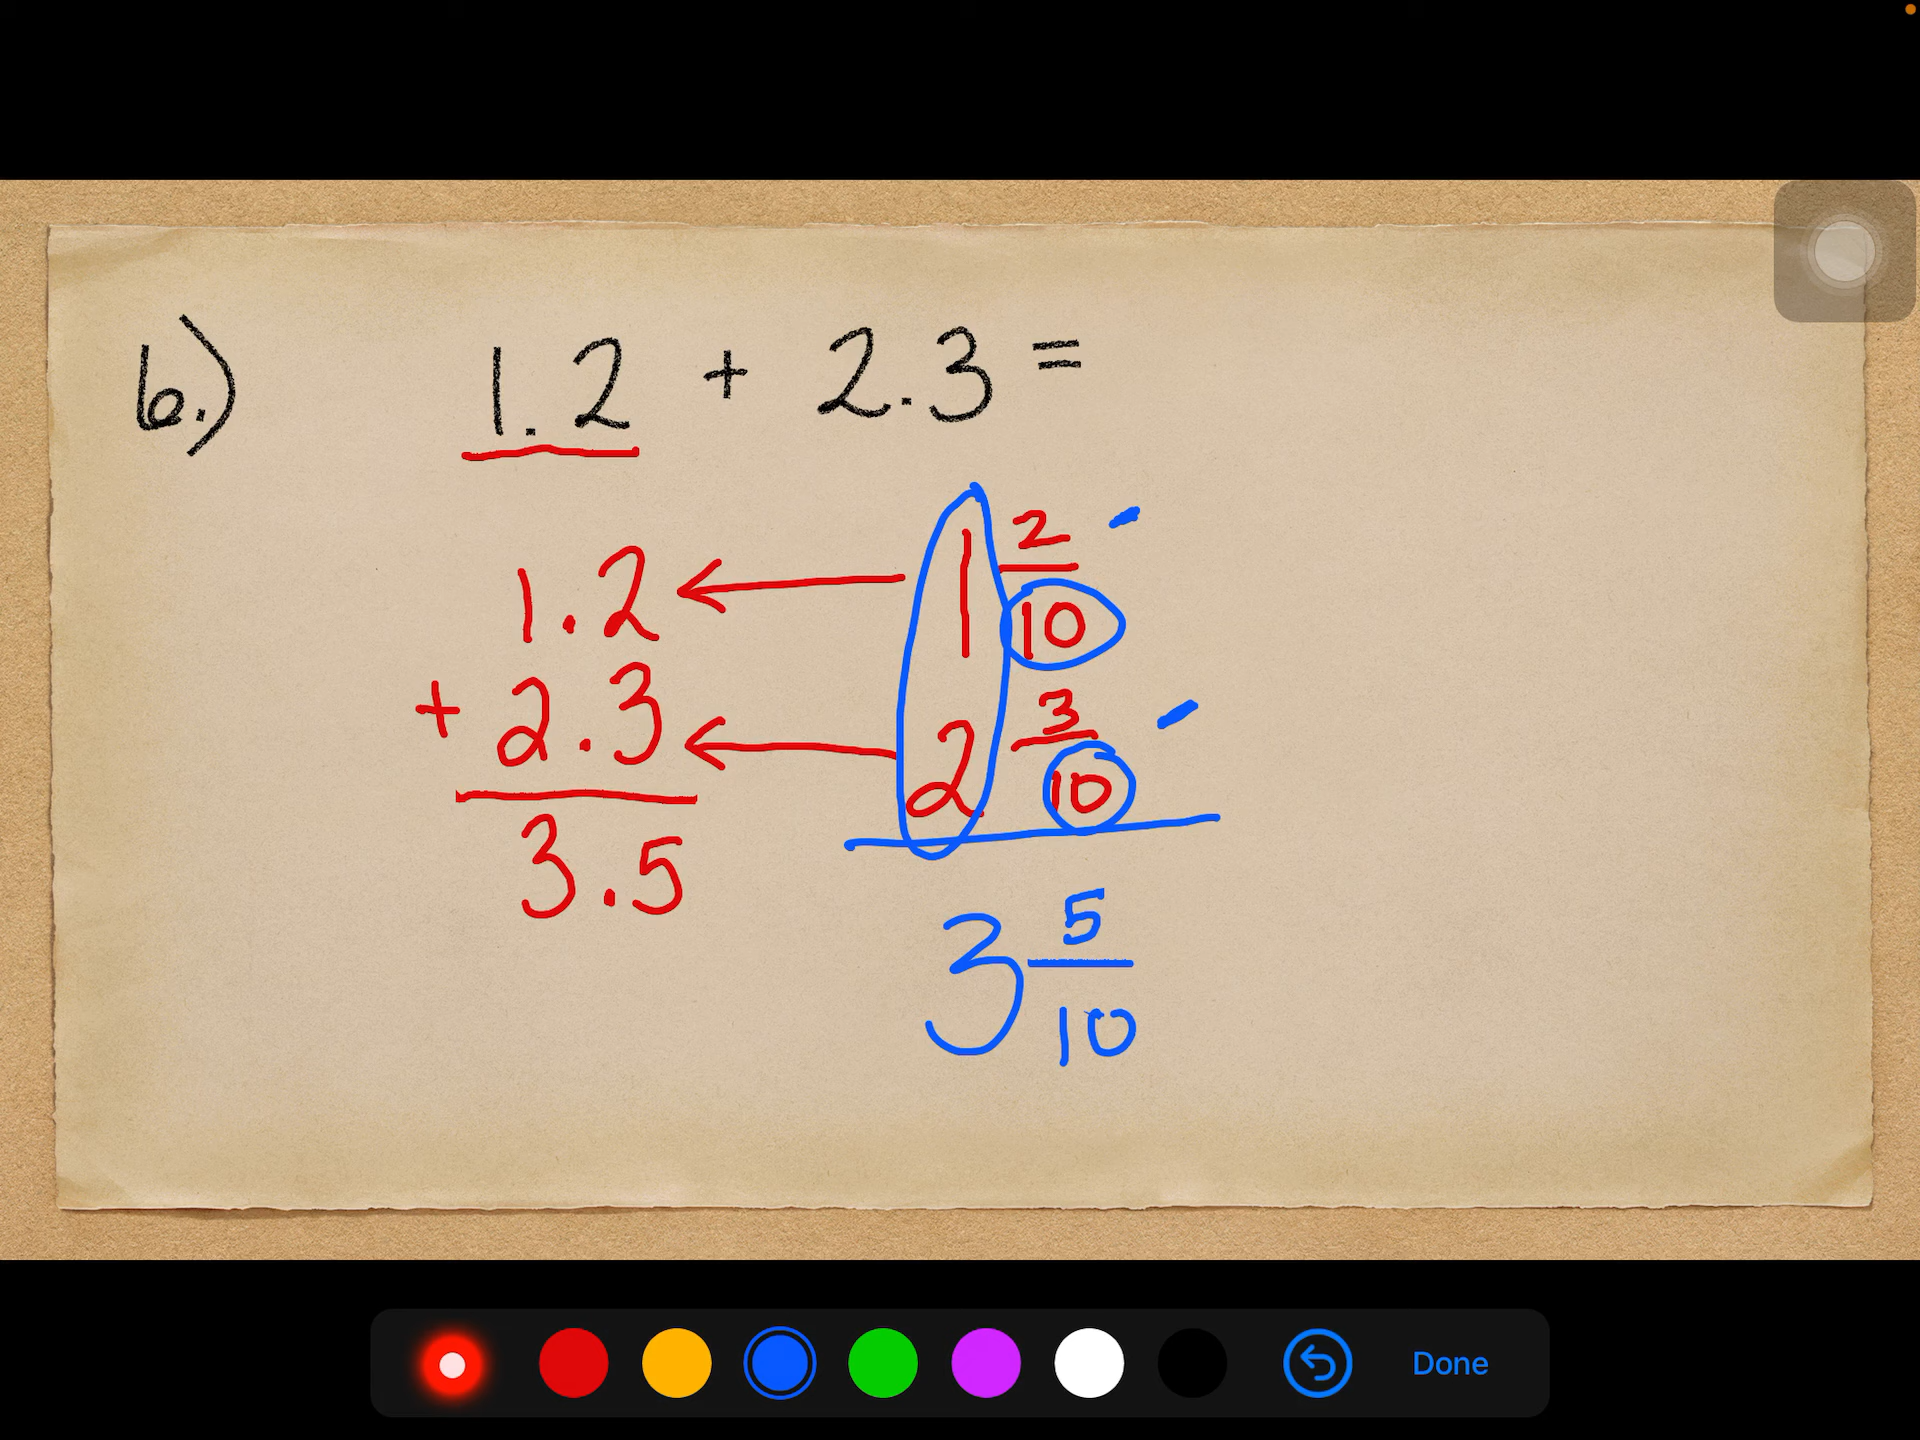 b.) 1.2 + 2.3 =
1.2 ← 1 2/10
+ 2.3 ← 2 3/10
3.5
3 5/10
Done